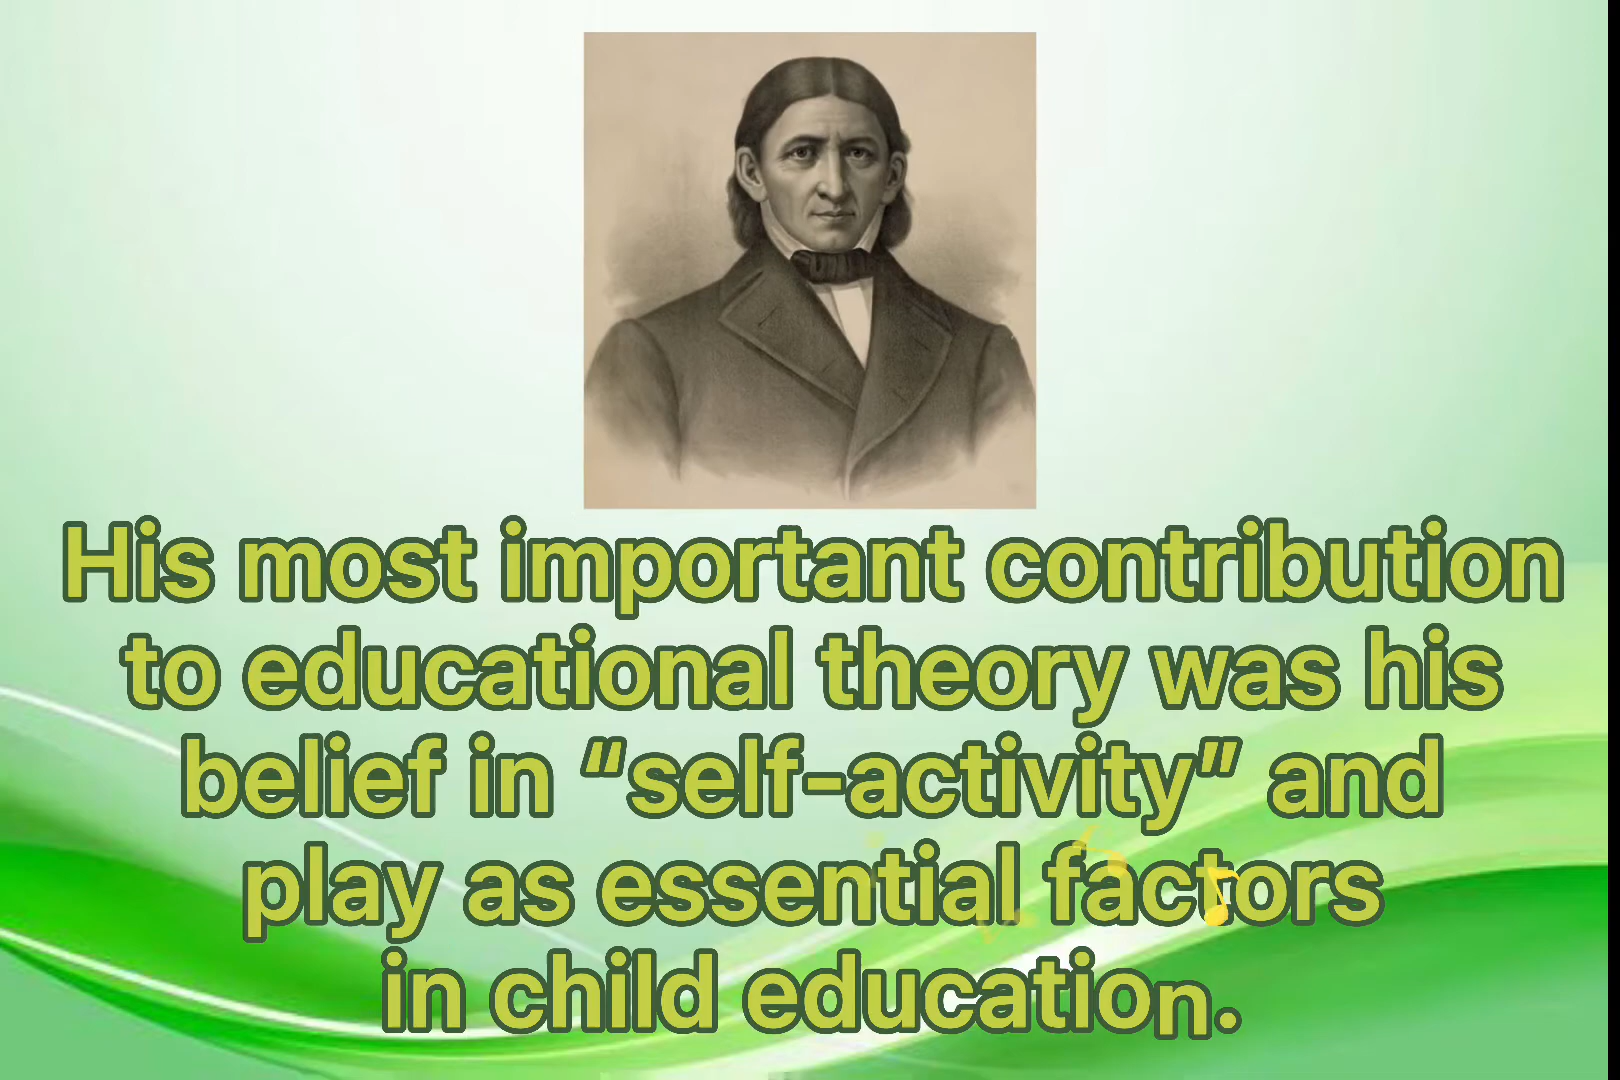 His most important contribution
to educational theory was his
belief in “self-activity” and
play as essential factors
in child education.